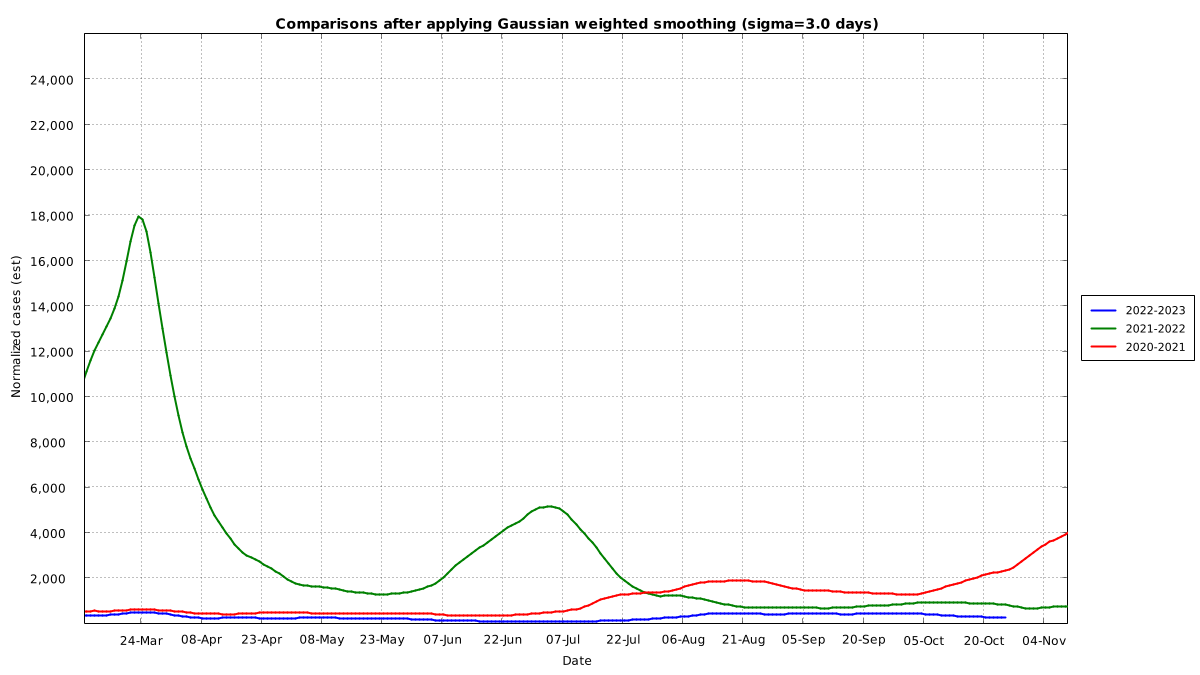 Comparisons after applying Gaussian weighted smoothing (sigma=3.0 days)
24,000
22,000
20,000
18,000
16,000
14,000
12,000
10,000
8,000
6,000
4,000
2,000
Normalized cases (est)
24-Mar
08-Apr
23-Apr
08-May
23-May
07-Jun
22-Jun
07-Jul
22-Jul
06-Aug
21-Aug
05-Sep
20-Sep
05-Oct
20-Oct
04-Nov
Date
2022-2023
2021-2022
2020-2021